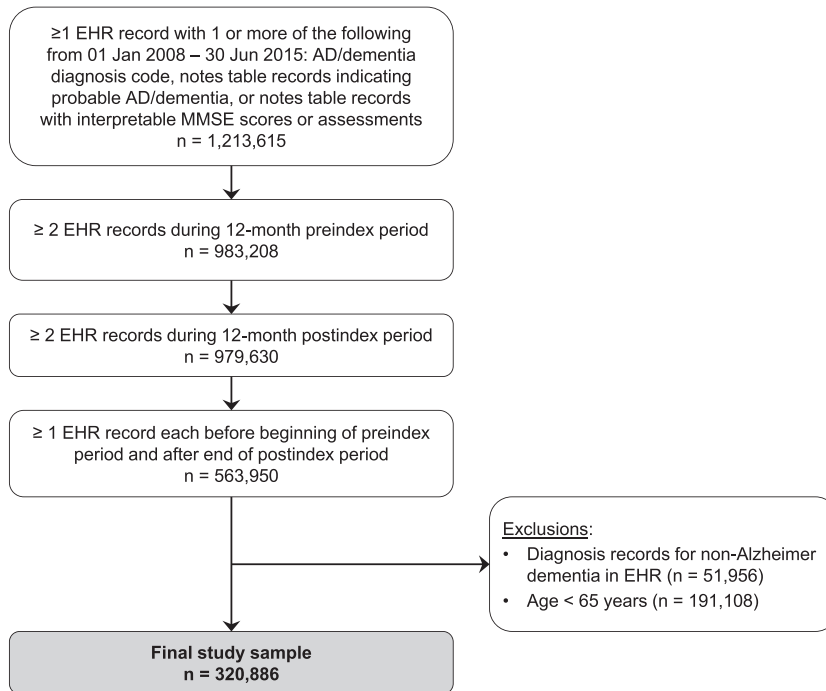 ≥1 EHR record with 1 or more of the following
from 01 Jan 2008 – 30 Jun 2015: AD/dementia
diagnosis code, notes table records indicating
probable AD/dementia, or notes table records
with interpretable MMSE scores or assessments
n = 1,213,615
≥ 2 EHR records during 12-month preindex period
n = 983,208
≥ 2 EHR records during 12-month postindex period
n = 979,630
≥ 1 EHR record each before beginning of preindex
period and after end of postindex period
n = 563,950
Exclusions:
• Diagnosis records for non-Alzheimer
dementia in EHR (n = 51,956)
• Age < 65 years (n = 191,108)
Final study sample
n = 320,886